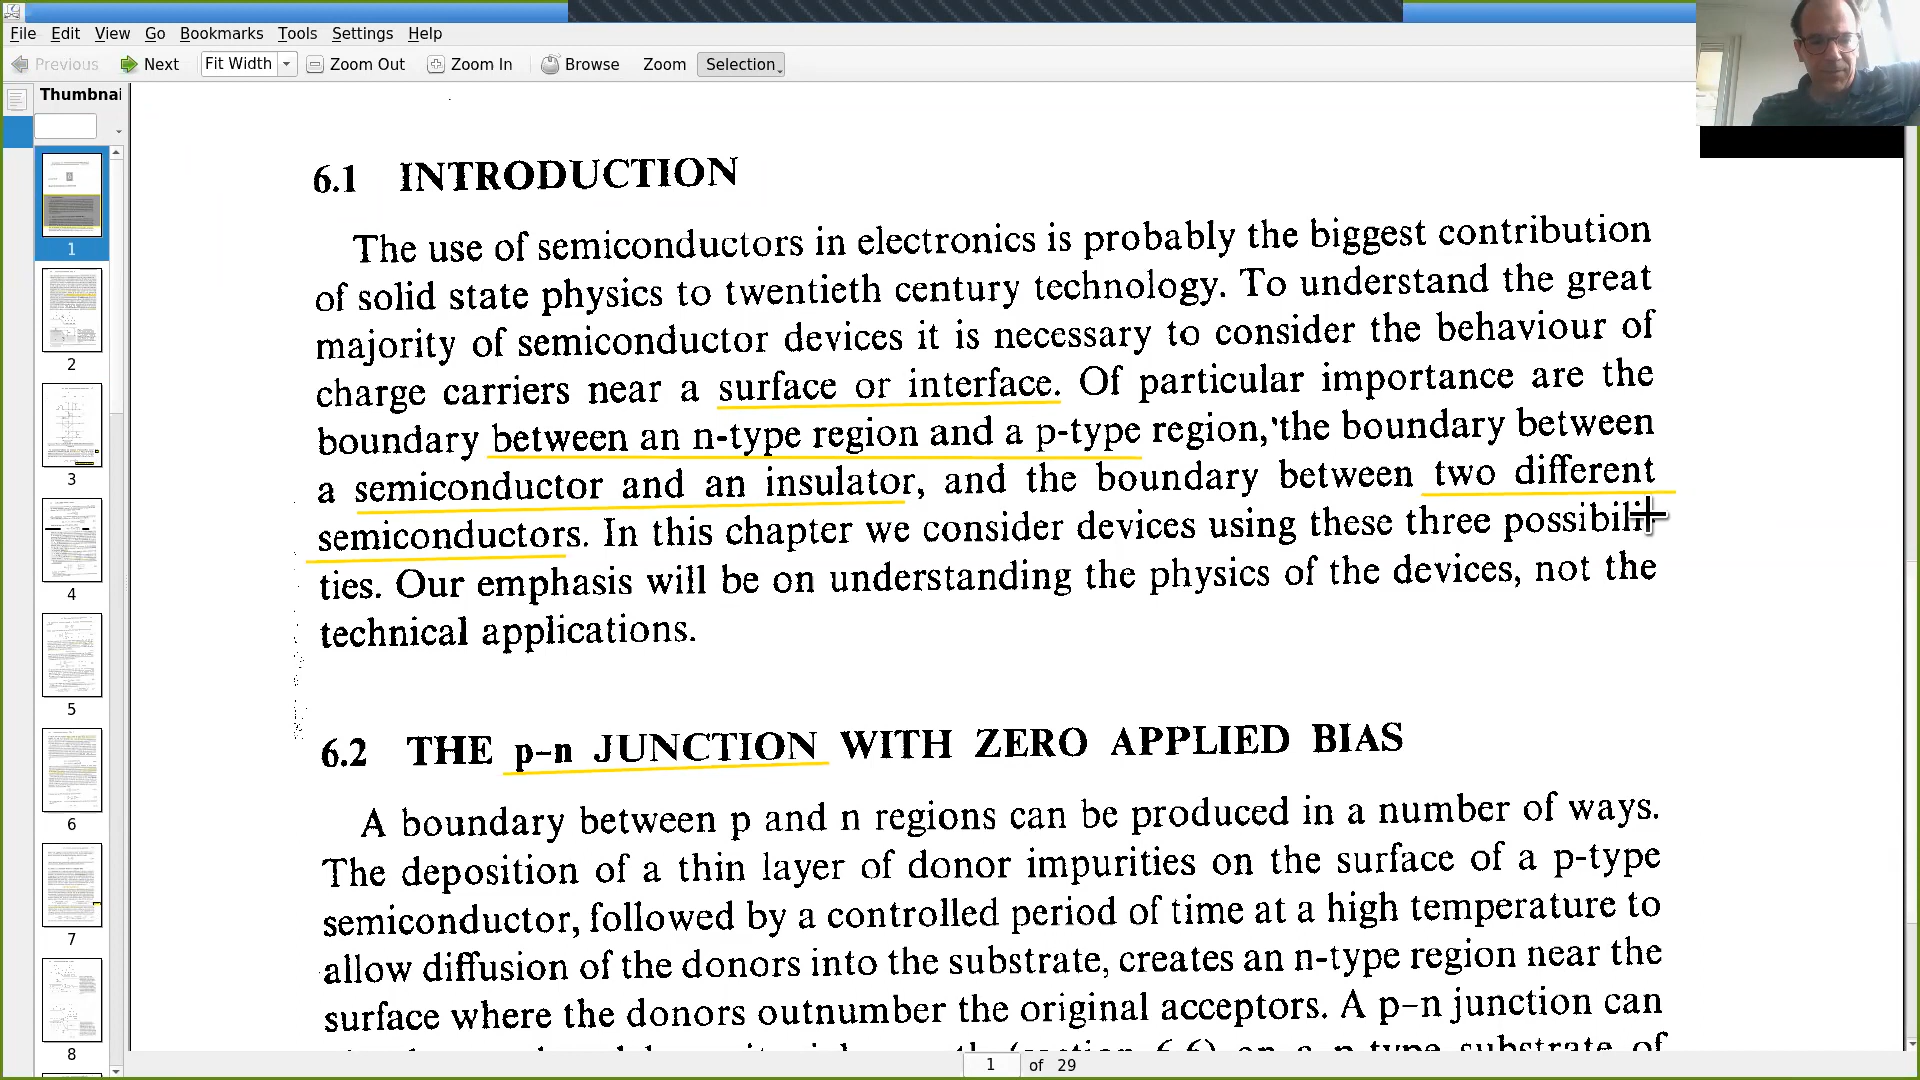 File Edit View Go Bookmarks Tools Settings Help
Previous Next Fit Width Zoom Out Zoom In Browse Zoom Selection
Thumbnai
6.1 INTRODUCTION
The use of semiconductors in electronics is probably the biggest contribution
of solid state physics to twentieth century technology. To understand the great
majority of semiconductor devices it is necessary to consider the behaviour of
charge carriers near a surface or interface. Of particular importance are the
boundary between an n-type region and a p-type region, the boundary between
a semiconductor and an insulator, and the boundary between two different
semiconductors. In this chapter we consider devices using these three possibili
ties. Our emphasis will be on understanding the physics of the devices, not the
technical applications.
6.2 THE p–n JUNCTION WITH ZERO APPLIED BIAS
A boundary between p and n regions can be produced in a number of ways.
The deposition of a thin layer of donor impurities on the surface of a p-type
semiconductor, followed by a controlled period of time at a high temperature to
allow diffusion of the donors into the substrate, creates an n-type region near the
surface where the donors outnumber the original acceptors. A p–n junction can
1
2
3
4
5
6
7
8
1 of 29